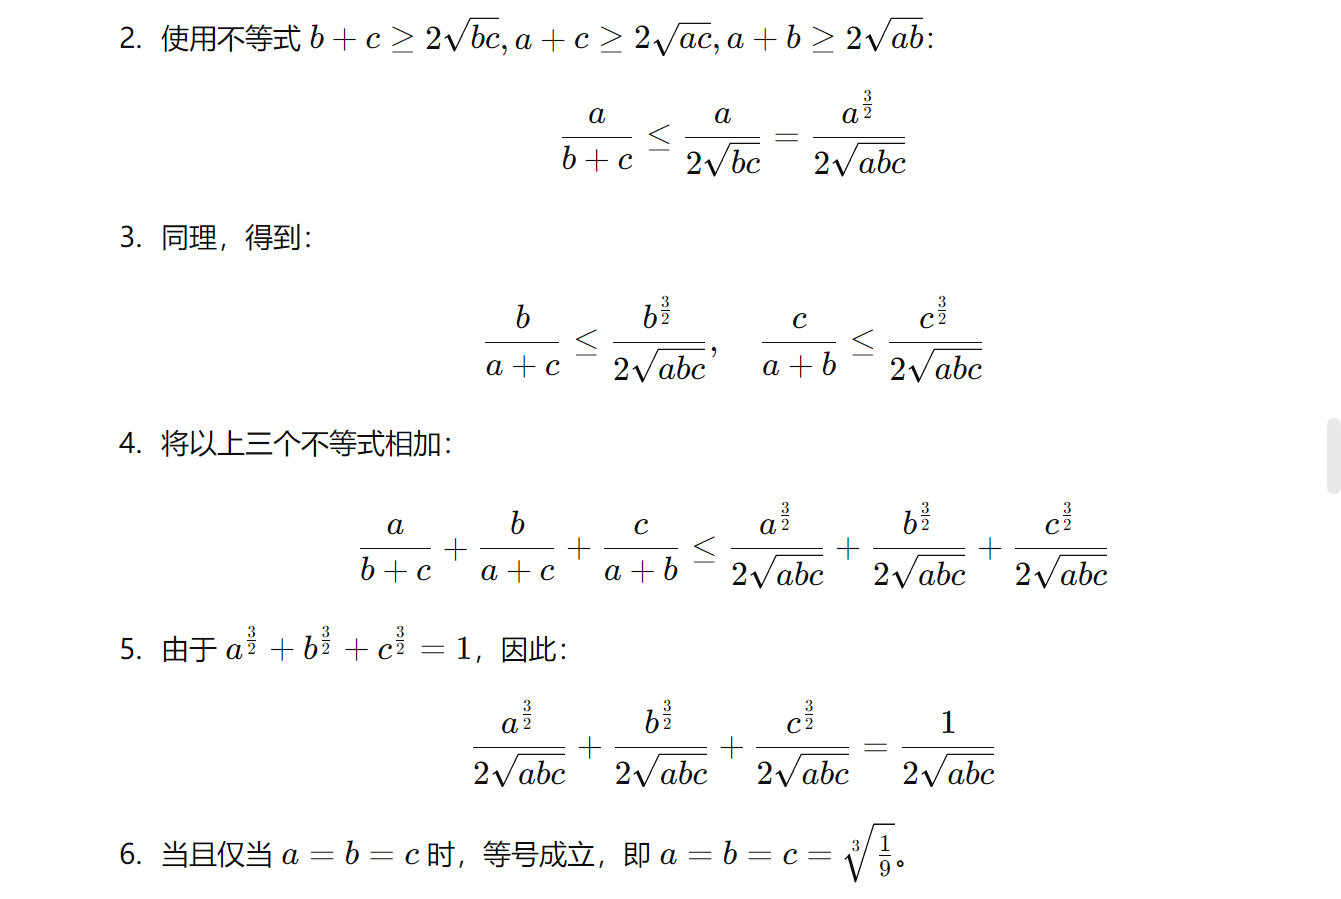 2. 使用不等式 $b + c \geq 2\sqrt{bc}, a + c \geq 2\sqrt{ac}, a + b \geq 2\sqrt{ab}$:
$\frac{a}{b+c} \leq \frac{a}{2\sqrt{bc}} = \frac{a^{\frac{3}{2}}}{2\sqrt{abc}}$
3. 同理，得到：
$\frac{b}{a+c} \leq \frac{b^{\frac{3}{2}}}{2\sqrt{abc}}, \quad \frac{c}{a+b} \leq \frac{c^{\frac{3}{2}}}{2\sqrt{abc}}$
4. 将以上三个不等式相加：
$\frac{a}{b+c} + \frac{b}{a+c} + \frac{c}{a+b} \leq \frac{a^{\frac{3}{2}}}{2\sqrt{abc}} + \frac{b^{\frac{3}{2}}}{2\sqrt{abc}} + \frac{c^{\frac{3}{2}}}{2\sqrt{abc}}$
5. 由于 $a^{\frac{3}{2}} + b^{\frac{3}{2}} + c^{\frac{3}{2}} = 1$，因此：
$\frac{a^{\frac{3}{2}}}{2\sqrt{abc}} + \frac{b^{\frac{3}{2}}}{2\sqrt{abc}} + \frac{c^{\frac{3}{2}}}{2\sqrt{abc}} = \frac{1}{2\sqrt{abc}}$
6. 当且仅当 $a = b = c$ 时，等号成立，即 $a = b = c = \sqrt[3]{\frac{1}{9}}$。